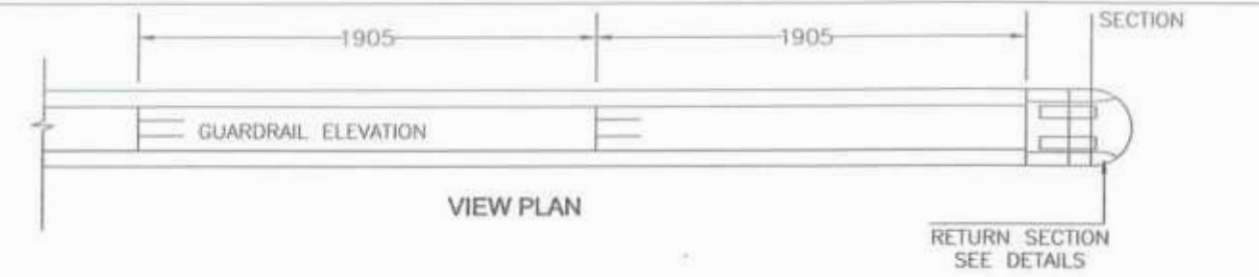 SECTION
1905 1905
GUARDRAIL ELEVATION
VIEW PLAN
RETURN SECTION
SEE DETAILS